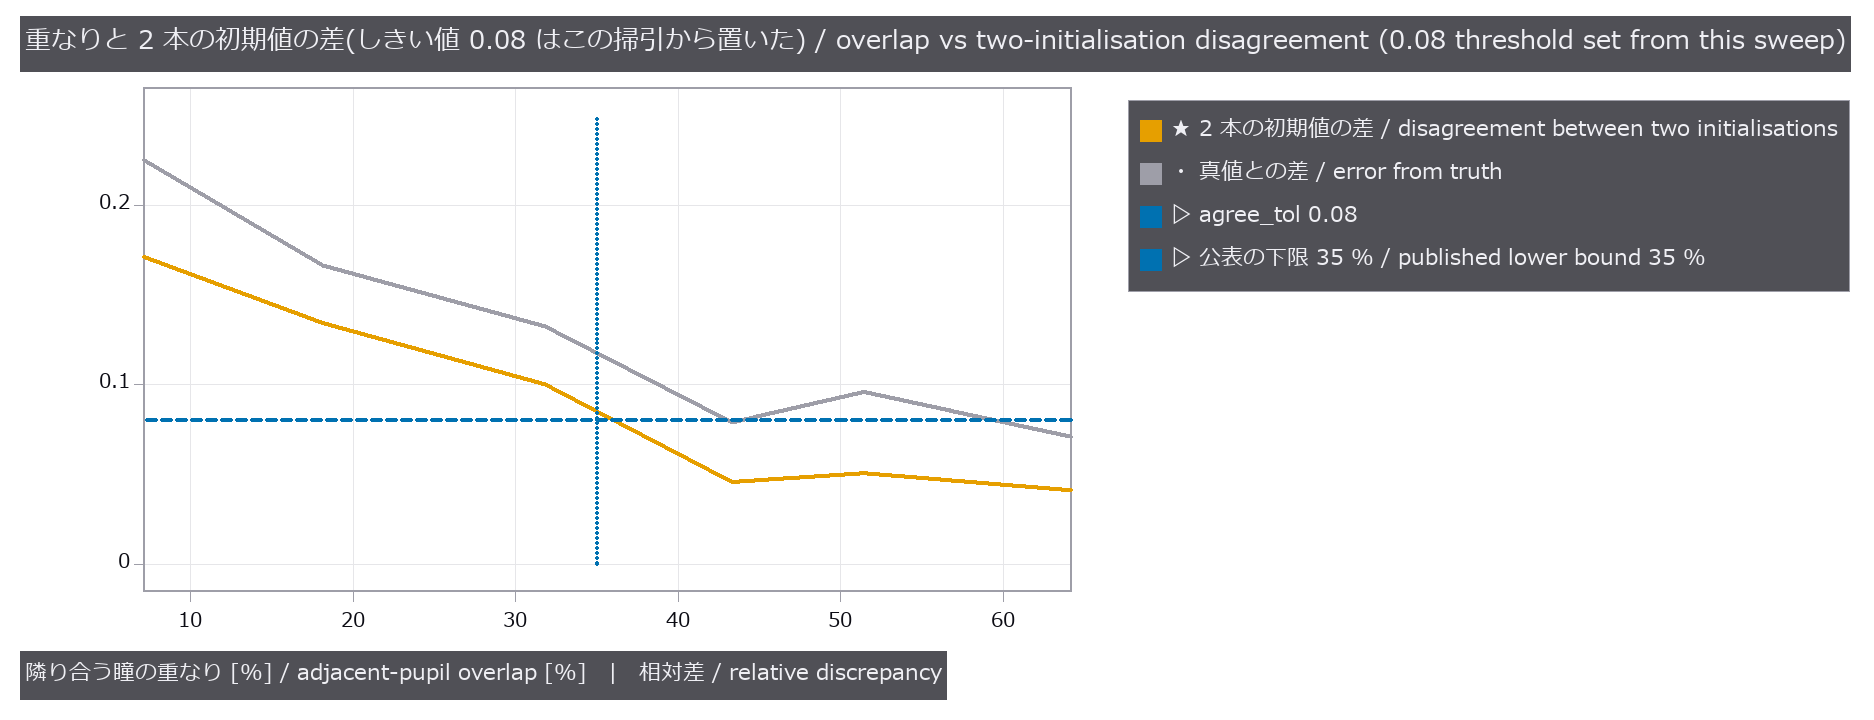 重なりと 2 本の初期値の差(しきい値 0.08 はこの掃引から置いた) / overlap vs two-initialisation disagreement (0.08 threshold set from this sweep)
★ 2 本の初期値の差 / disagreement between two initialisations
・ 真値との差 / error from truth
▷ agree_tol 0.08
▷ 公表の下限 35 % / published lower bound 35 %
0.2
0.1
0
10 20 30 40 50 60
隣り合う瞳の重なり [%] / adjacent-pupil overlap [%] | 相対差 / relative discrepancy